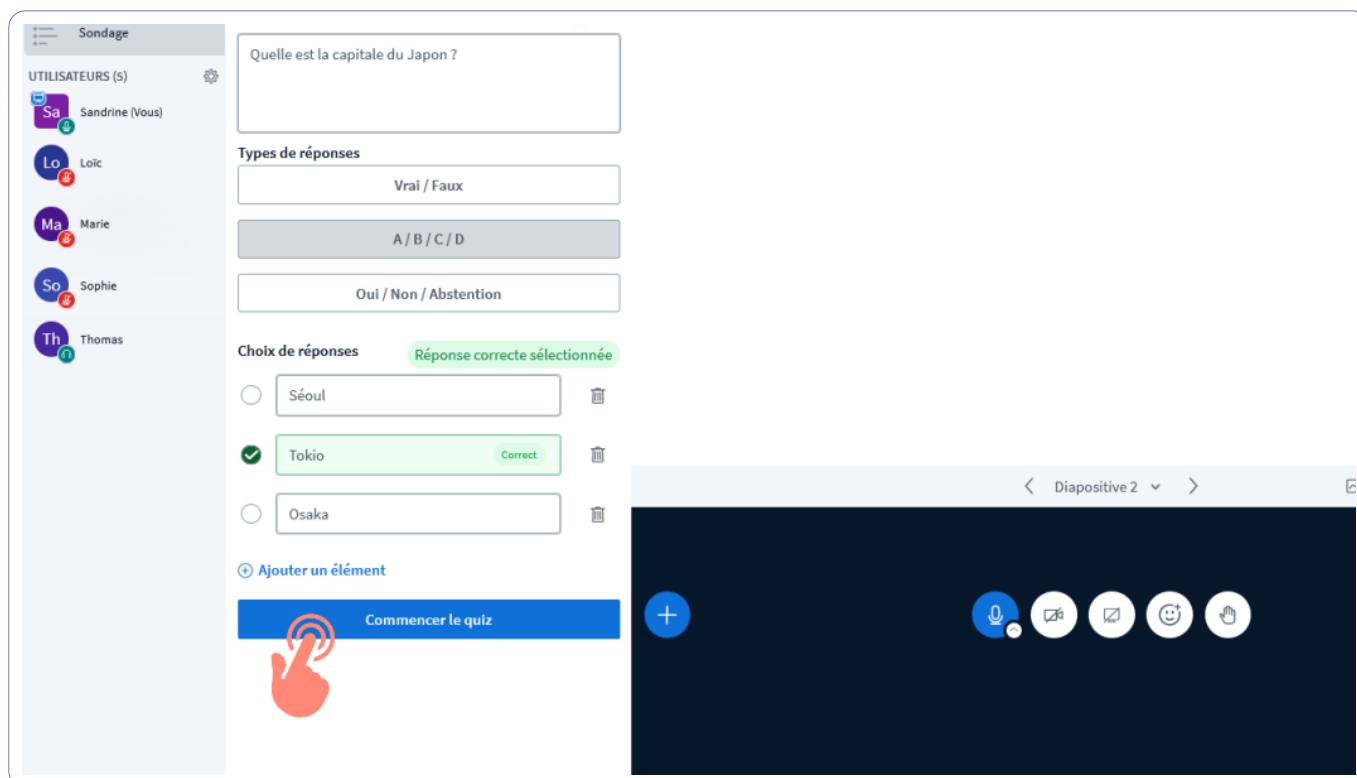 Sondage
UTILISATEURS (5)
Sa
Sandrine (Vous)
Lo
Loïc
Ma
Marie
So
Sophie
Th
Thomas
Quelle est la capitale du Japon ?
Types de réponses
Vrai / Faux
A / B / C / D
Oui / Non / Abstention
Choix de réponses
Réponse correcte sélectionnée
Séoul
Tokio
Correct
Osaka
Ajouter un élément
Commencer le quiz
Diapositive 2